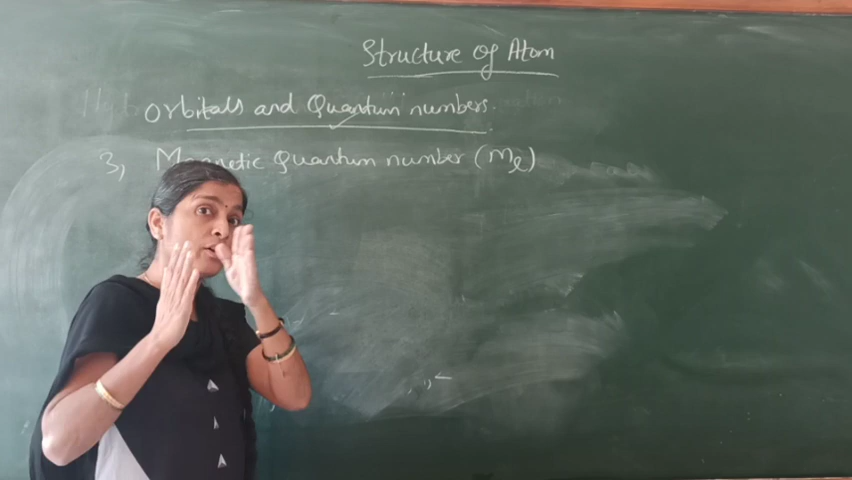 Structure of Atom
Orbitals and Quantum numbers.
3, Magnetic Quantum number (ml)